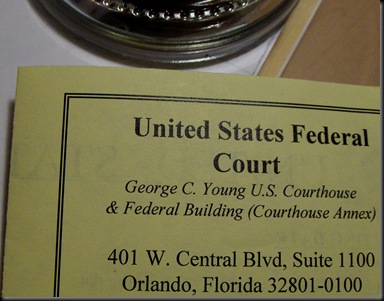 United States Federal
Court
George C. Young U.S. Courthouse
& Federal Building (Courthouse Annex)
401 W. Central Blvd, Suite 1100
Orlando, Florida 32801-0100